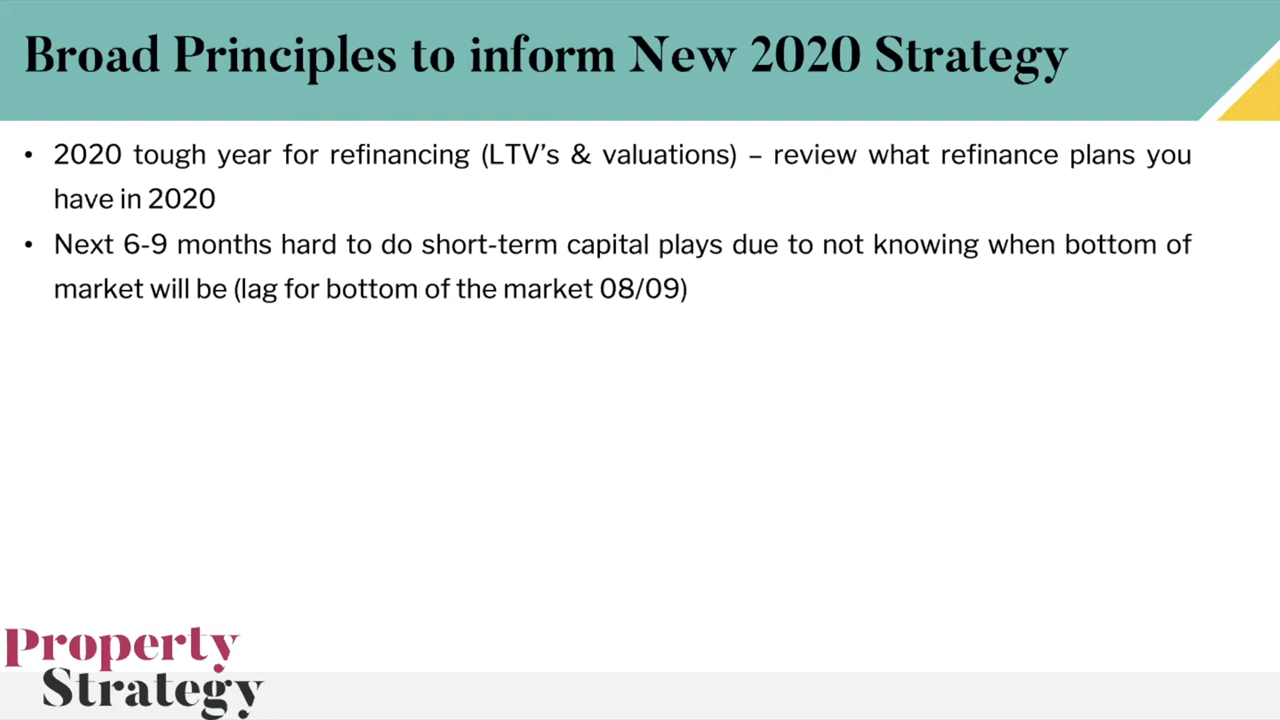 Broad Principles to inform New 2020 Strategy
• 2020 tough year for refinancing (LTV’s & valuations) – review what refinance plans you
have in 2020
• Next 6-9 months hard to do short-term capital plays due to not knowing when bottom of
market will be (lag for bottom of the market 08/09)
Property
Strategy